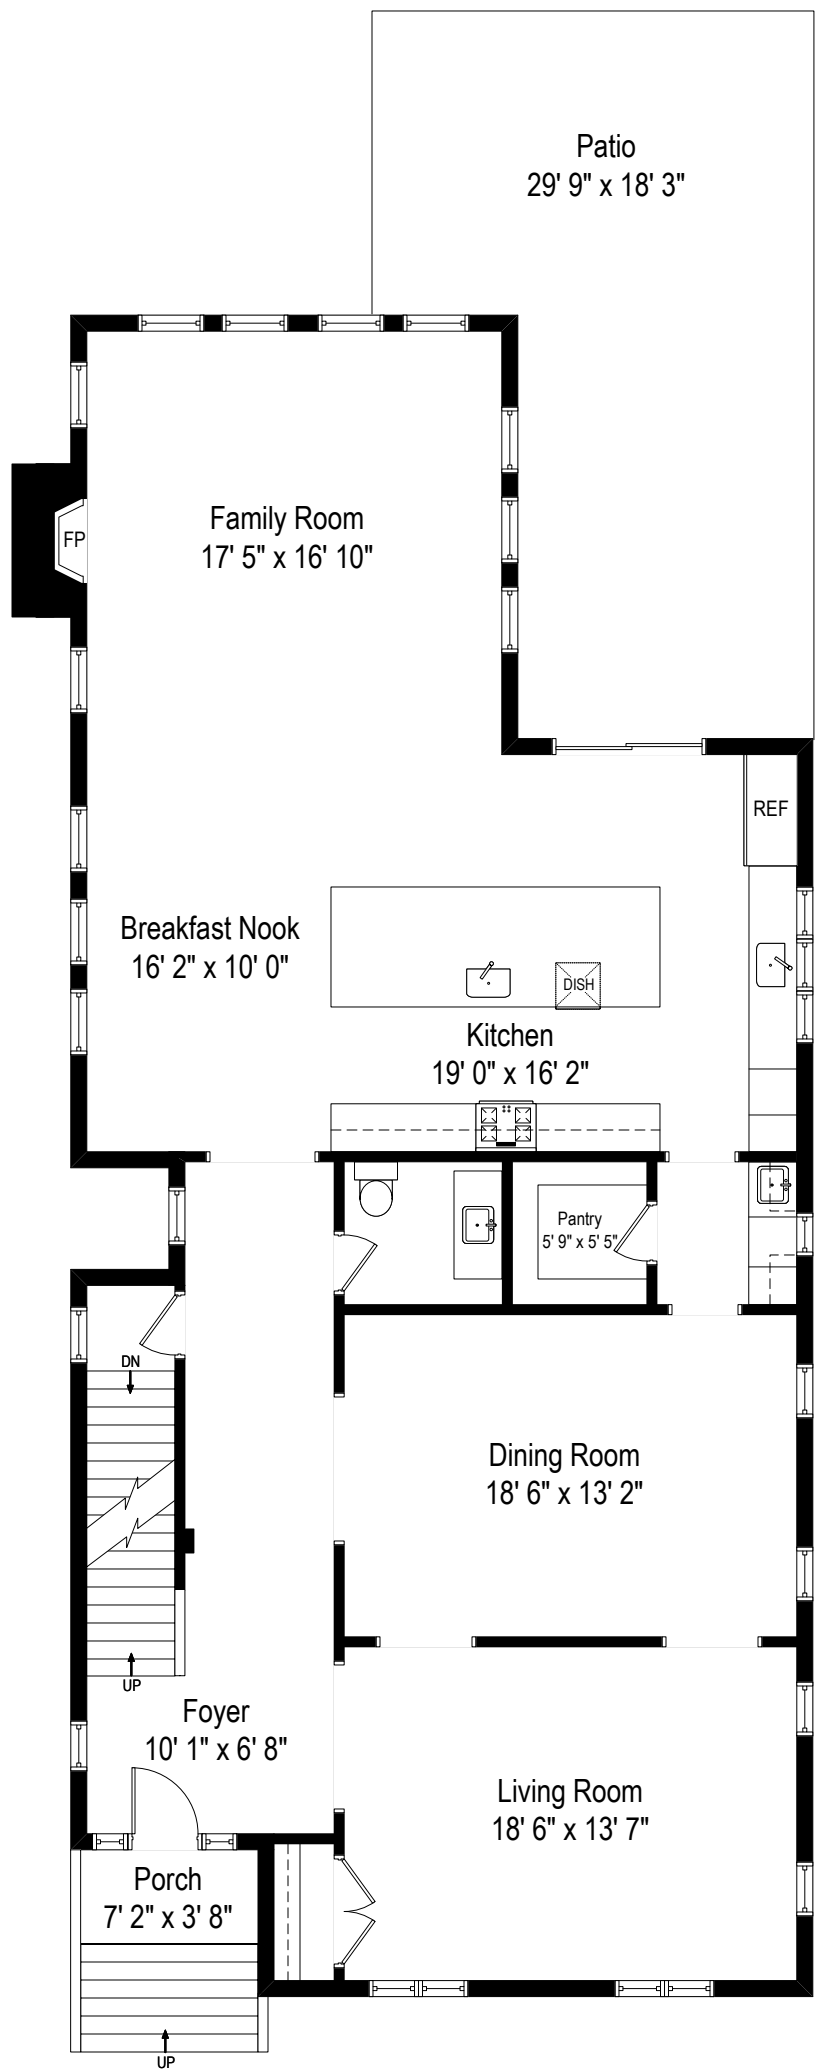 Patio
29' 9" x 18' 3"
Family Room
17' 5" x 16' 10"
FP
REF
Breakfast Nook
16' 2" x 10' 0"
DISH
Kitchen
19' 0" x 16' 2"
Pantry
5' 9" x 5' 5"
DN
Dining Room
18' 6" x 13' 2"
UP
Foyer
10' 1" x 6' 8"
Living Room
18' 6" x 13' 7"
Porch
7' 2" x 3' 8"
UP